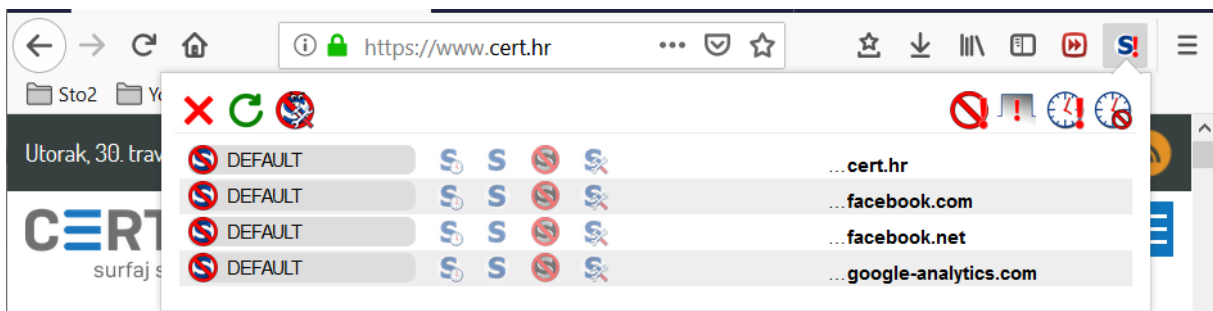 https://www.cert.hr
Sto2
Utorak, 30. trav
DEFAULT ...cert.hr
DEFAULT ...facebook.com
DEFAULT ...facebook.net
DEFAULT ...google-analytics.com
CERT
surfaj s